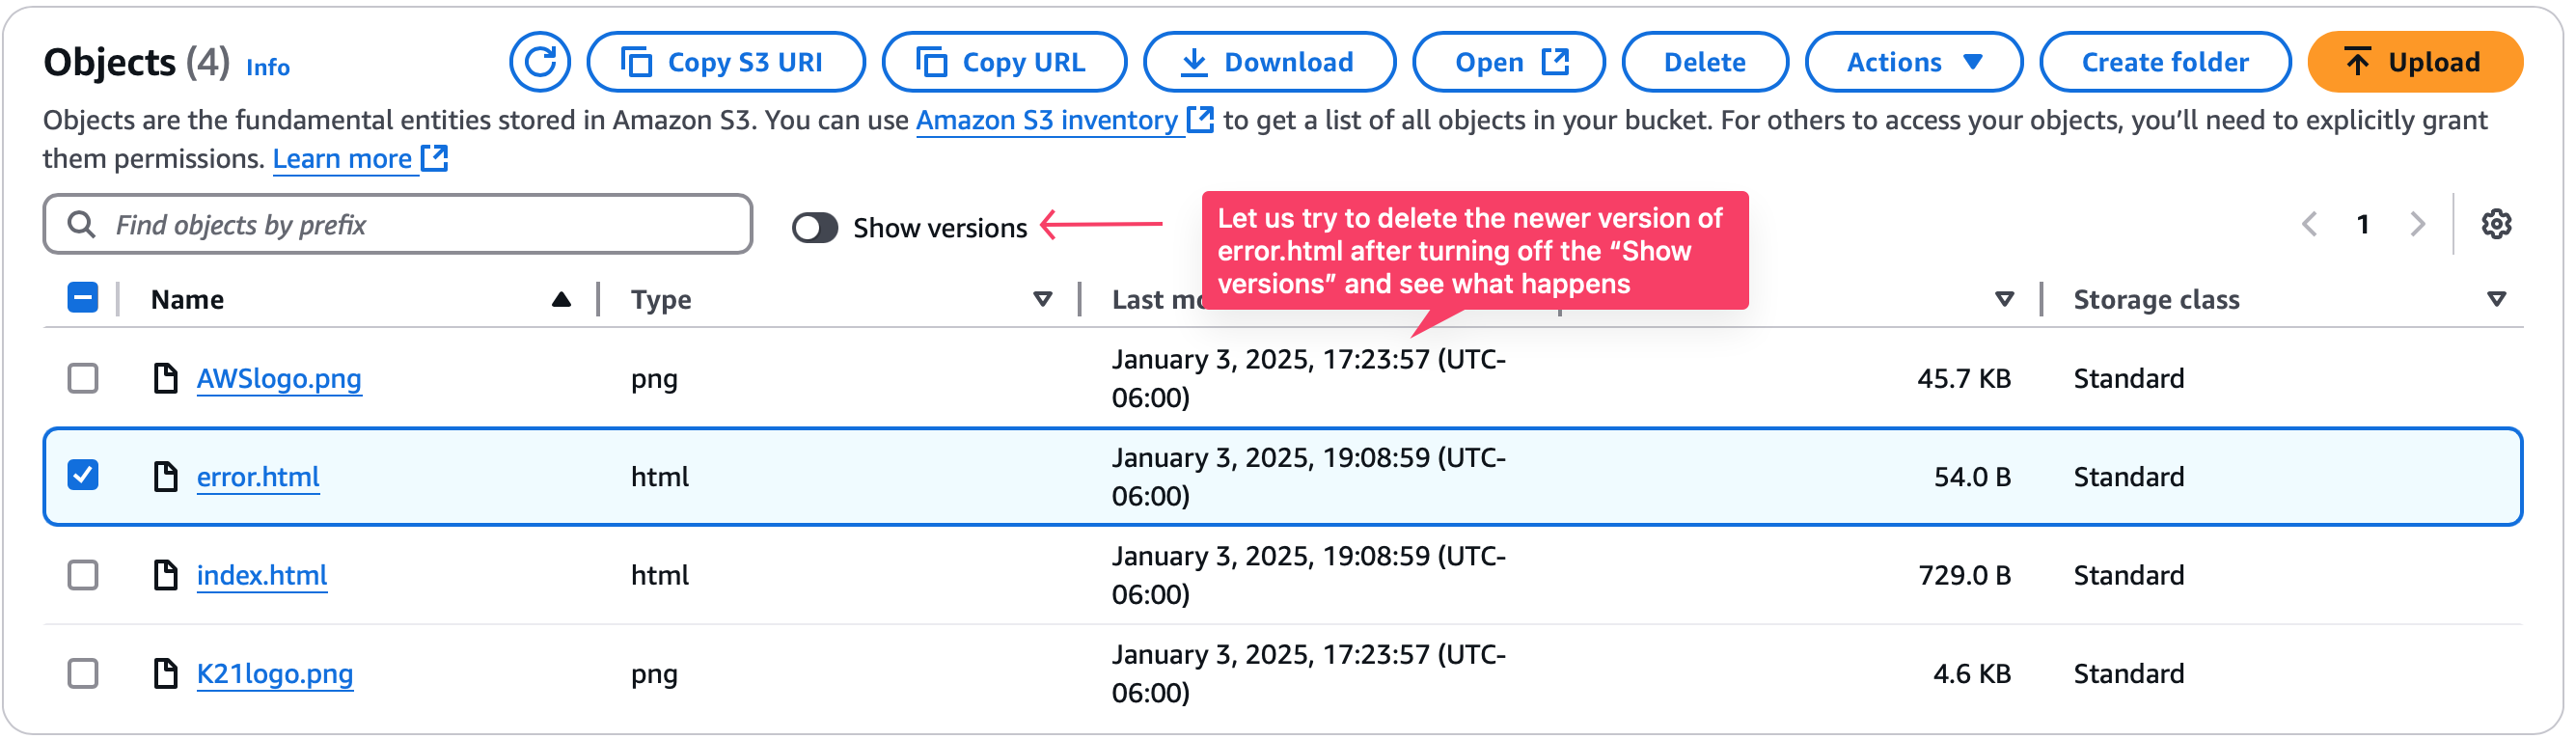 Objects (4) Info
Copy S3 URI
Copy URL
Download
Open
Delete
Actions
Create folder
Upload
Objects are the fundamental entities stored in Amazon S3. You can use Amazon S3 inventory to get a list of all objects in your bucket. For others to access your objects, you’ll need to explicitly grant
them permissions. Learn more
Find objects by prefix
Show versions
Let us try to delete the newer version of
error.html after turning off the “Show
versions” and see what happens
1
Name
Type
Last
Storage class
AWSlogo.png
png
January 3, 2025, 17:23:57 (UTC-
06:00)
45.7 KB
Standard
error.html
html
January 3, 2025, 19:08:59 (UTC-
06:00)
54.0 B
Standard
index.html
html
January 3, 2025, 19:08:59 (UTC-
06:00)
729.0 B
Standard
K21logo.png
png
January 3, 2025, 17:23:57 (UTC-
06:00)
4.6 KB
Standard